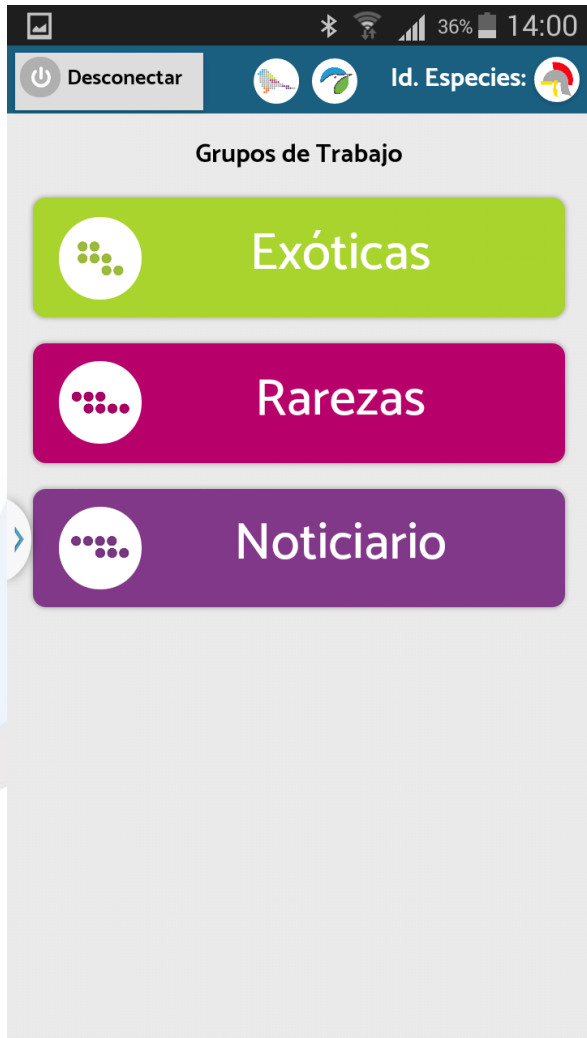 36% 14:00
Desconectar Id. Especies:
Grupos de Trabajo
Exóticas
Rarezas
Noticiario